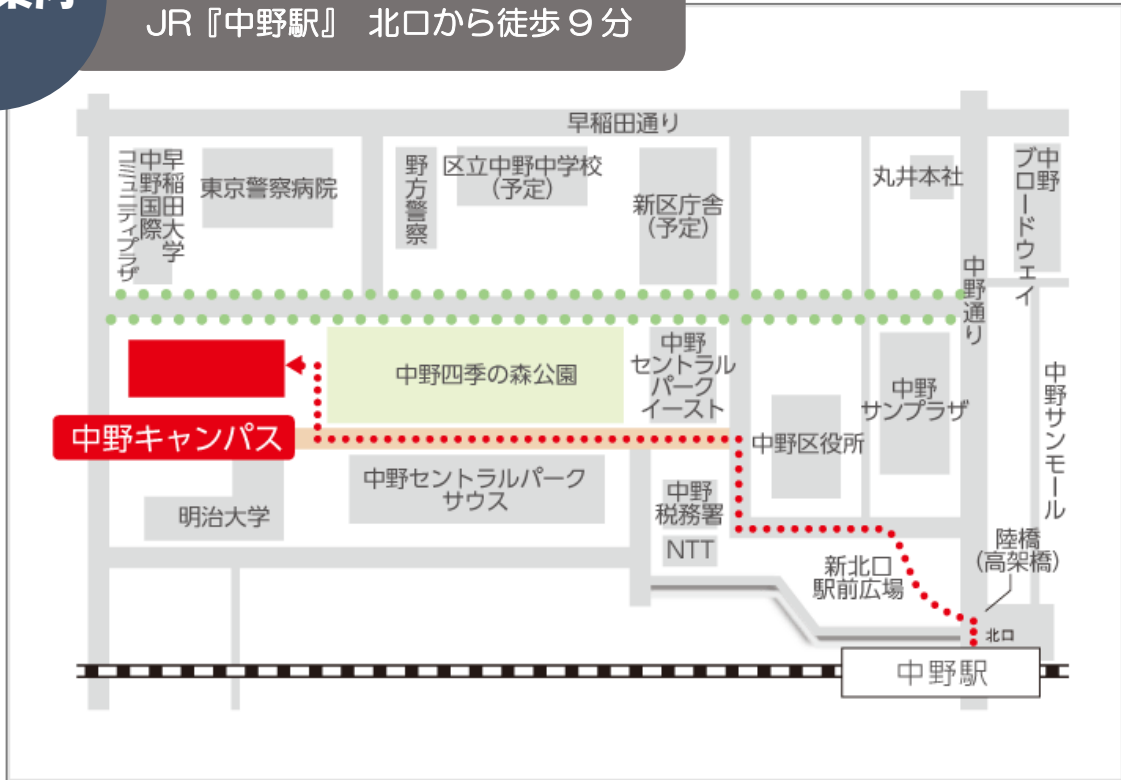 案内
JR『中野駅』 北口から徒歩9分
早稲田通り
早稲田大学
中野国際
コミュニティプラザ
東京警察病院
野方警察
区立中野中学校
（予定）
新区庁舎
（予定）
丸井本社
中野
ブロードウェイ
中野通り
中野四季の森公園
中野
セントラル
パーク
イースト
中野
サンプラザ
中野サンモール
中野キャンパス
中野区役所
中野セントラルパーク
サウス
中野
税務署
明治大学
NTT
新北口
駅前広場
陸橋
（高架橋）
北口
中野駅